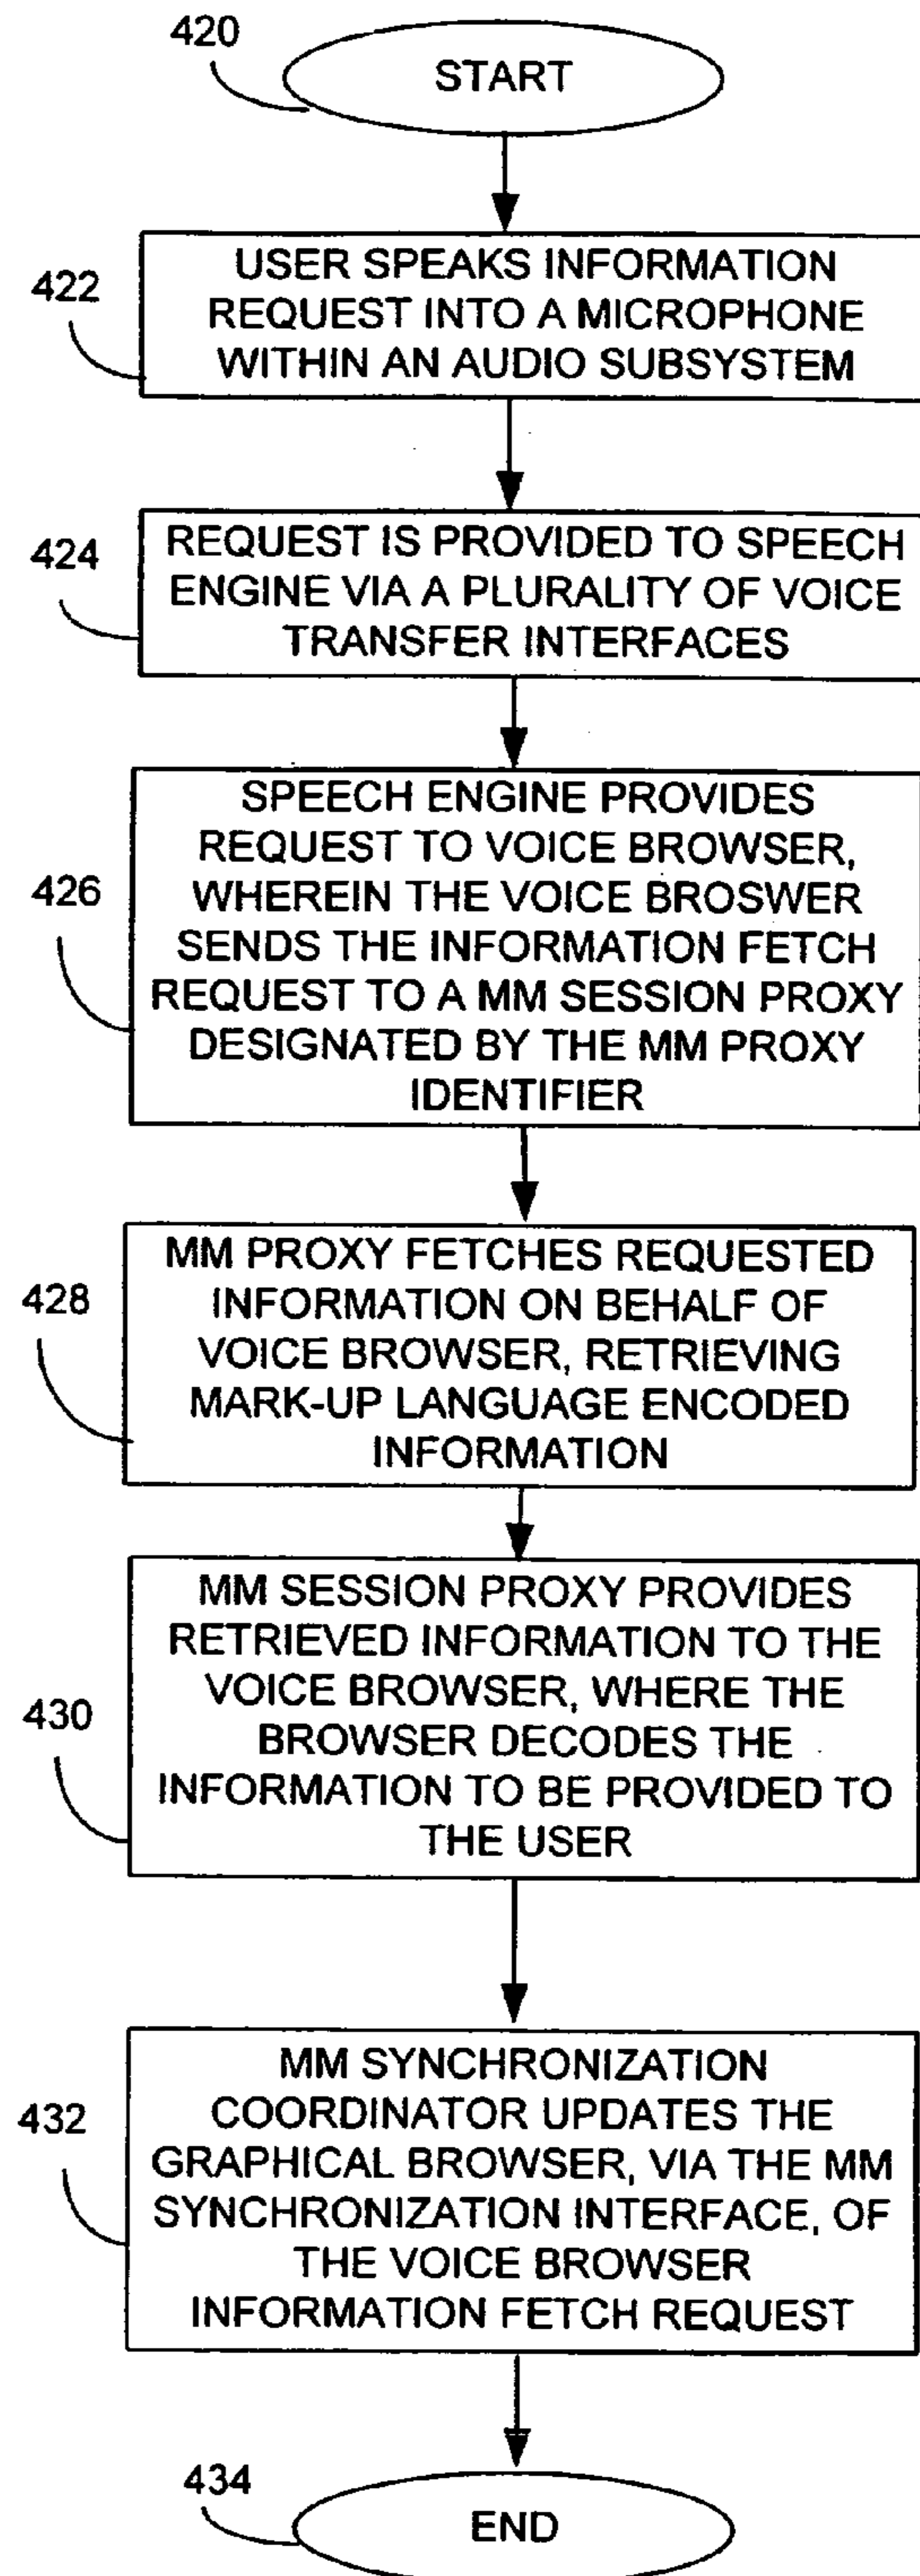 420
START
422
USER SPEAKS INFORMATION
REQUEST INTO A MICROPHONE
WITHIN AN AUDIO SUBSYSTEM
424
REQUEST IS PROVIDED TO SPEECH
ENGINE VIA A PLURALITY OF VOICE
TRANSFER INTERFACES
426
SPEECH ENGINE PROVIDES
REQUEST TO VOICE BROWSER,
WHEREIN THE VOICE BROSWER
SENDS THE INFORMATION FETCH
REQUEST TO A MM SESSION PROXY
DESIGNATED BY THE MM PROXY
IDENTIFIER
428
MM PROXY FETCHES REQUESTED
INFORMATION ON BEHALF OF
VOICE BROWSER, RETRIEVING
MARK-UP LANGUAGE ENCODED
INFORMATION
430
MM SESSION PROXY PROVIDES
RETRIEVED INFORMATION TO THE
VOICE BROWSER, WHERE THE
BROWSER DECODES THE
INFORMATION TO BE PROVIDED TO
THE USER
432
MM SYNCHRONIZATION
COORDINATOR UPDATES THE
GRAPHICAL BROWSER, VIA THE MM
SYNCHRONIZATION INTERFACE, OF
THE VOICE BROWSER
INFORMATION FETCH REQUEST
434
END